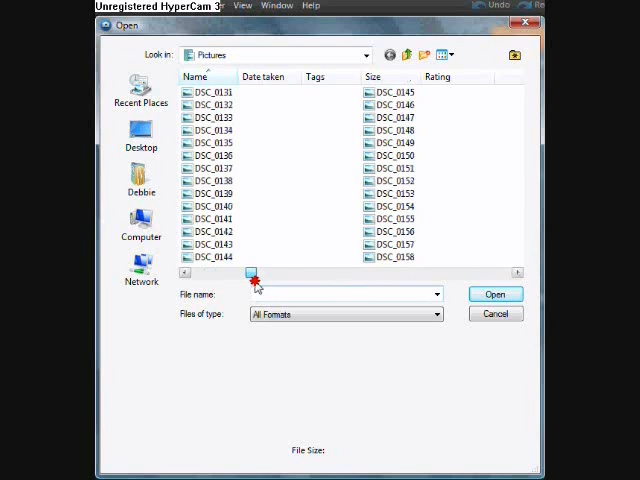 Unregistered HyperCam 3
View Window Help
Undo
Open
Look in: Pictures
Name Date taken Tags Size Rating
DSC_0131 DSC_0145
DSC_0132 DSC_0146
DSC_0133 DSC_0147
DSC_0134 DSC_0148
DSC_0135 DSC_0149
DSC_0136 DSC_0150
DSC_0137 DSC_0151
DSC_0138 DSC_0152
DSC_0139 DSC_0153
DSC_0140 DSC_0154
DSC_0141 DSC_0155
DSC_0142 DSC_0156
DSC_0143 DSC_0157
DSC_0144 DSC_0158
Recent Places
Desktop
Debbie
Computer
Network
File name: Open
Files of type: All Formats Cancel
File Size: